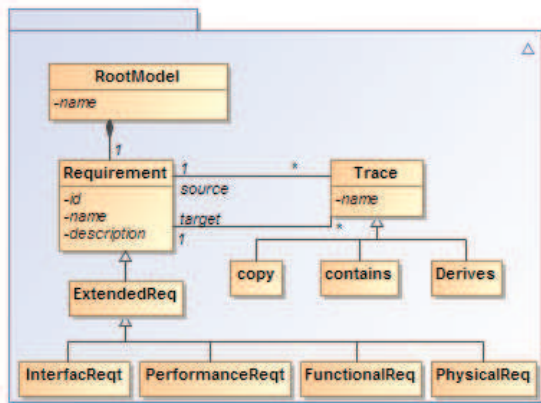 RootModel
-name
1
Requirement
-id
-name
-description
1
source
*
target
1
*
Trace
-name
copy
contains
Derives
ExtendedReq
InterfacReqt
PerformanceReqt
FunctionalReq
PhysicalReq